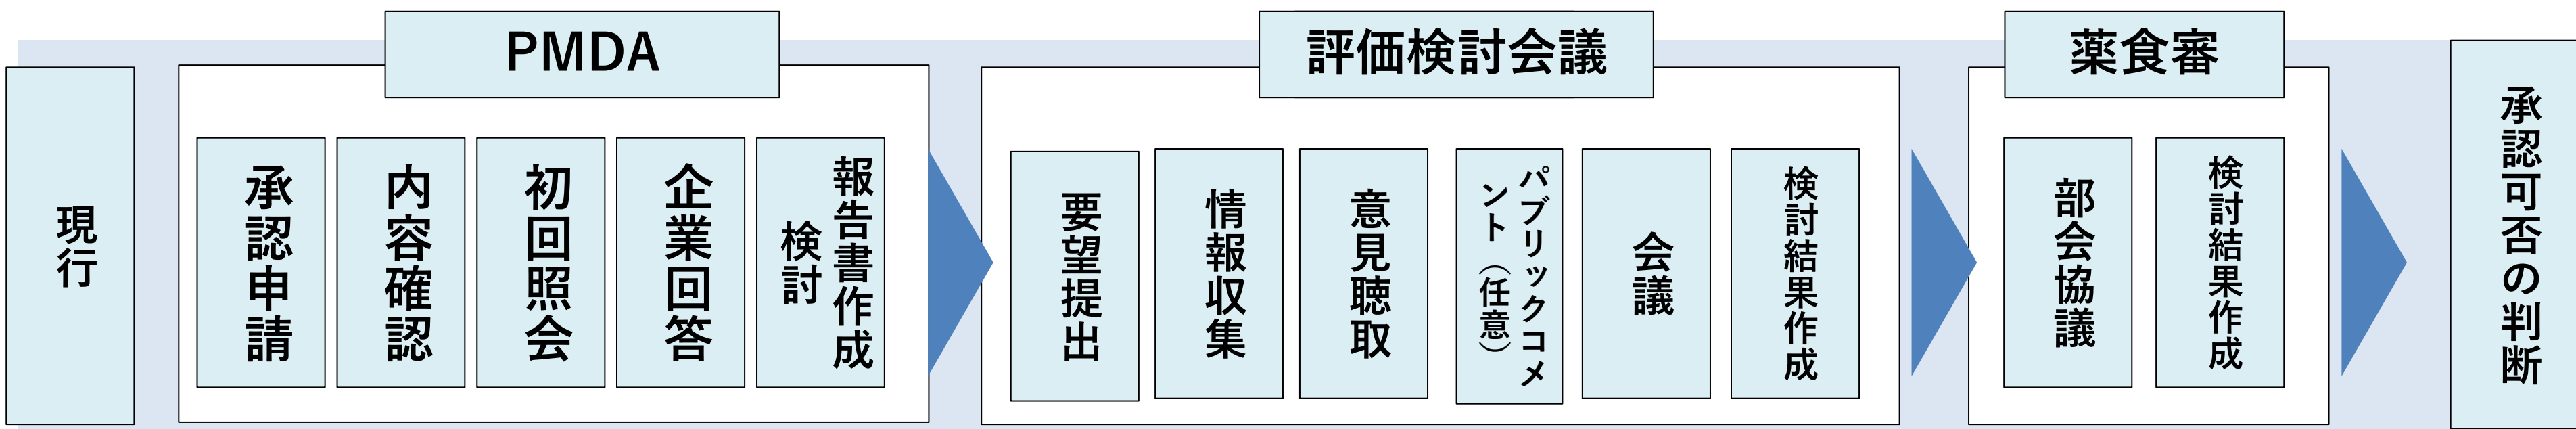 現行
PMDA
承認申請
内容確認
初回照会
企業回答
報告書作成
検討
評価検討会議
要望提出
情報収集
意見聴取
パブリックコメ
ント（任意）
会議
検討結果作成
薬食審
部会協議
検討結果作成
承認可否の判断